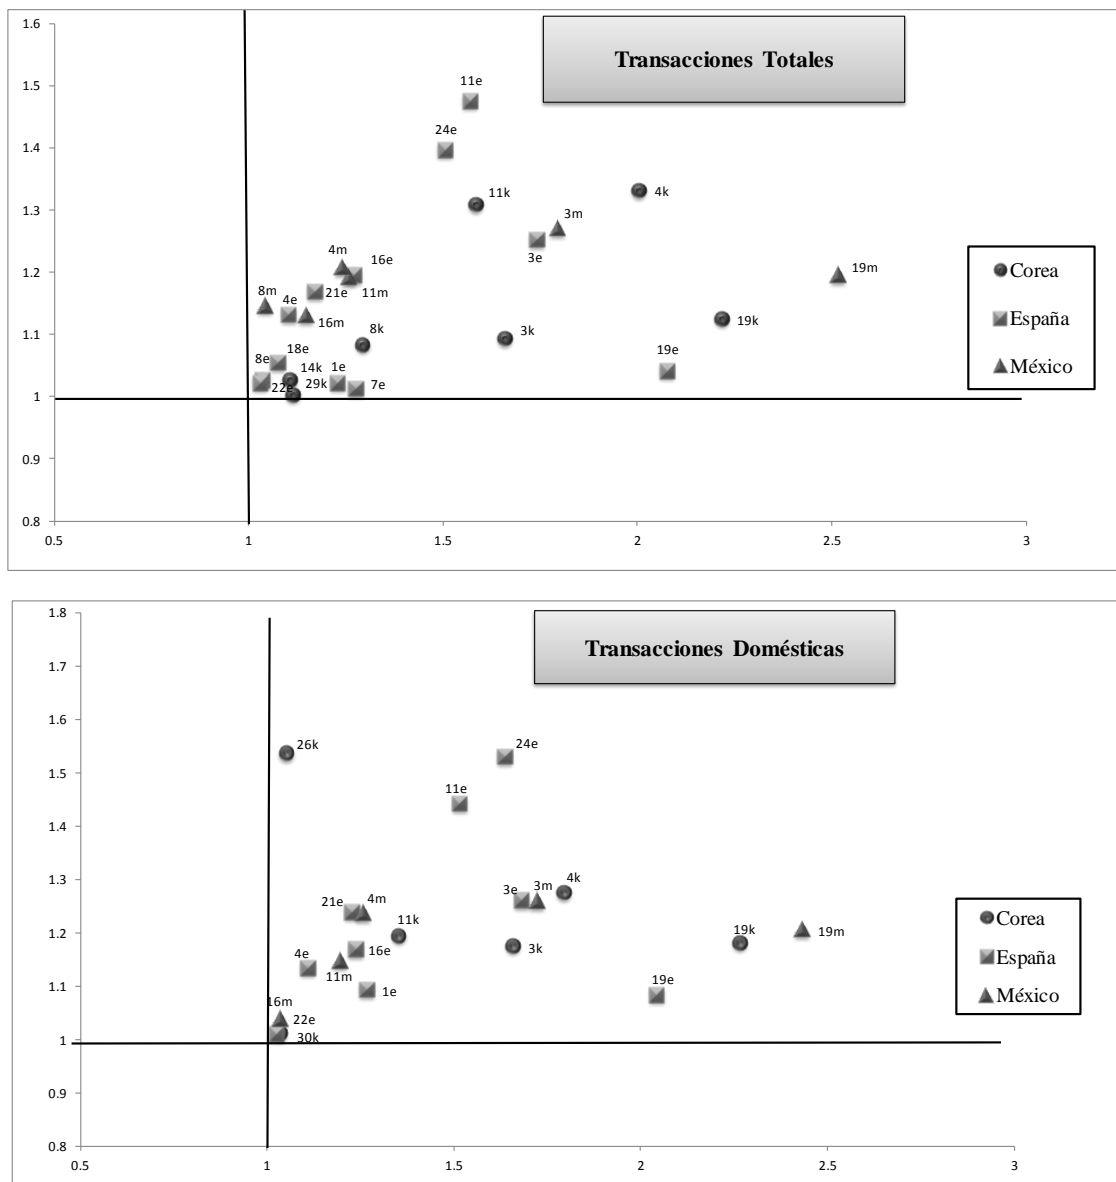 1.6
Transacciones Totales
1.5
11e
1.4
24e
1.3
11k
4k
3m
4m
16e
3e
1.2
19m
8m
4e
21e
11m
16m
8k
3k
19k
1.1
18e
8e
14k
1e
19e
22e
29k
7e
1
0.9
0.8
0.5
1
1.5
2
2.5
3
Corea
España
México
1.8
Transacciones Domésticas
1.7
1.6
26k
24e
1.5
11e
1.4
1.3
4k
3e
3m
21e
4m
11k
1.2
19k
19m
3k
4e
16e
11m
1.1
1e
19e
16m
22e
30k
1
0.9
0.8
0.5
1
1.5
2
2.5
3
Corea
España
México